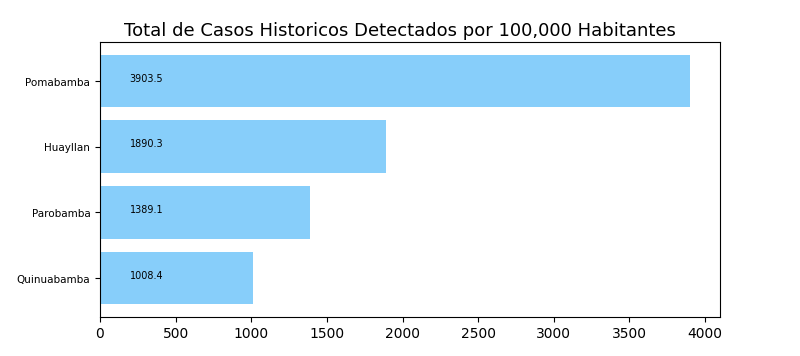 Total de Casos Historicos Detectados por 100,000 Habitantes
Pomabamba 3903.5
Huayllan 1890.3
Parobamba 1389.1
Quinuabamba 1008.4
0 500 1000 1500 2000 2500 3000 3500 4000